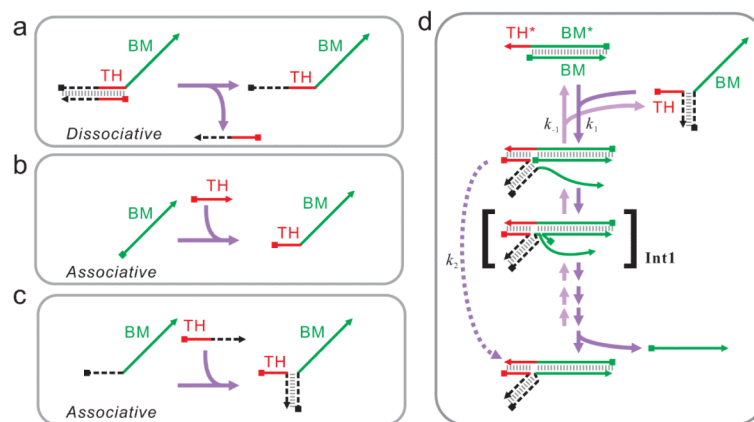 a
BM
BM
TH
TH
Dissociative
b
TH
BM
BM
TH
Associative
c
BM
TH
BM
TH
Associative
d
TH*
BM*
BM
BM
TH
k-1
k1
k2
Int1